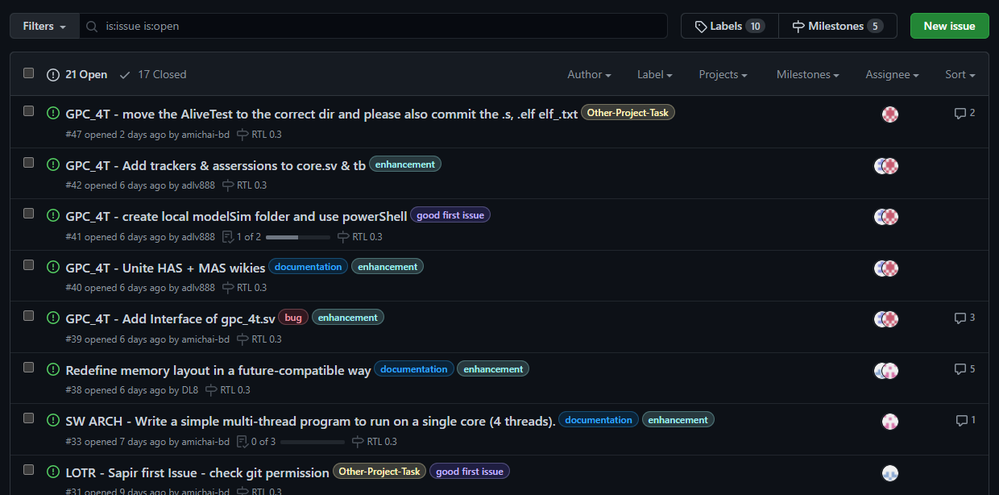 Filters is:issue is:open Labels 10 Milestones 5 New issue
21 Open 17 Closed Author Label Projects Milestones Assignee Sort
GPC_4T - move the AliveTest to the correct dir and please also commit the .s, .elf elf_.txt Other-Project-Task 2
#47 opened 2 days ago by amichai-bd RTL 0.3
GPC_4T - Add trackers & asserssions to core.sv & tb enhancement
#42 opened 6 days ago by adlv888 RTL 0.3
GPC_4T - create local modelSim folder and use powerShell good first issue
#41 opened 6 days ago by adlv888 1 of 2 RTL 0.3
GPC_4T - Unite HAS + MAS wikies documentation enhancement
#40 opened 6 days ago by adlv888 RTL 0.3
GPC_4T - Add Interface of gpc_4t.sv bug enhancement 3
#39 opened 6 days ago by amichai-bd RTL 0.3
Redefine memory layout in a future-compatible way documentation enhancement 5
#38 opened 6 days ago by DL8 RTL 0.3
SW ARCH - Write a simple multi-thread program to run on a single core (4 threads). documentation enhancement 1
#33 opened 7 days ago by amichai-bd 0 of 3 RTL 0.3
LOTR - Sapir first Issue - check git permission Other-Project-Task good first issue
#31 opened 9 days ago by amichai-bd RTL 0.3